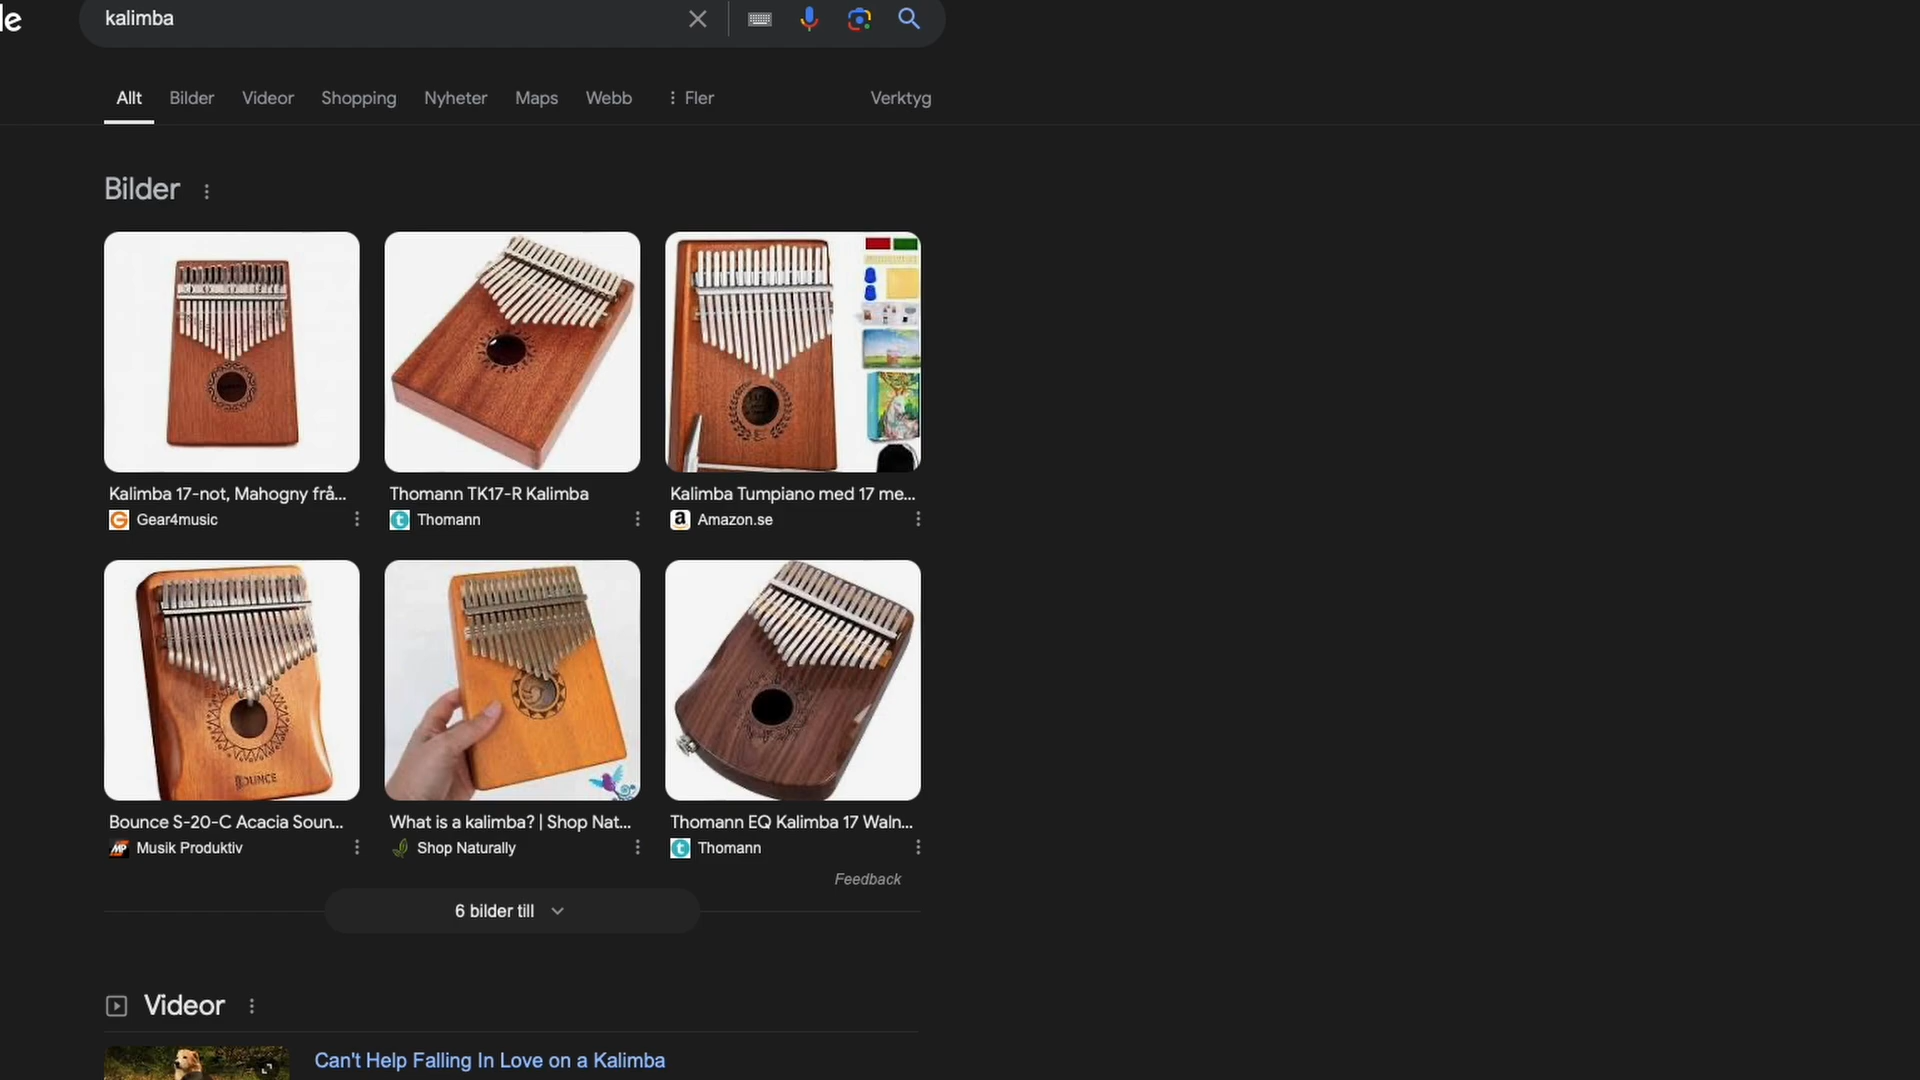 le
kalimba
Allt Bilder Videor Shopping Nyheter Maps Webb Fler Verktyg
Bilder
Kalimba 17-not, Mahogny frå...
Gear4music
Thomann TK17-R Kalimba
Thomann
Kalimba Tumpiano med 17 me...
Amazon.se
BOUNCE
Bounce S-20-C Acacia Soun...
Musik Produktiv
What is a kalimba? | Shop Nat...
Shop Naturally
Thomann EQ Kalimba 17 Waln...
Thomann
Feedback
6 bilder till
Videor
Can't Help Falling In Love on a Kalimba